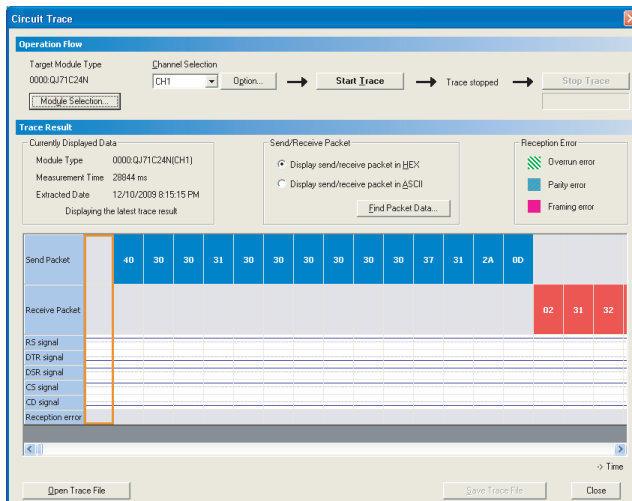 Circuit Trace
Operation Flow
Target Module Type
0000:QJ71C24N
Module Selection...
Channel Selection
CH1
Option...
Start Trace
Trace stopped
Stop Trace
Trace Result
Currently Displayed Data
Module Type 0000:QJ71C24N(CH1)
Measurement Time 28844 ms
Extracted Date 12/10/2009 8:15:15 PM
Displaying the latest trace result
Send/Receive Packet
Display send/receive packet in HEX
Display send/receive packet in ASCII
Find Packet Data...
Reception Error
Overrun error
Parity error
Framing error
Send Packet 40 30 30 31 30 30 30 30 30 30 37 31 2A 0D
Receive Packet 02 31 32
RS signal
DTR signal
DSR signal
CS signal
CD signal
Reception error
-> Time
Open Trace File
Save Trace File
Close